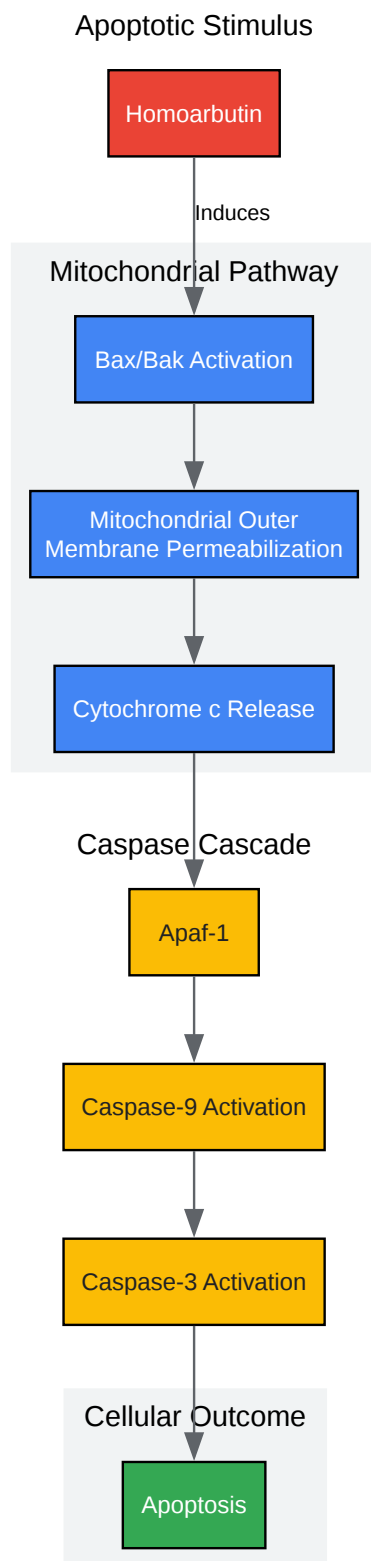 Apoptotic Stimulus
Homoarbutin
Induces
Mitochondrial Pathway
Bax/Bak Activation
Mitochondrial Outer
Membrane Permeabilization
Cytochrome c Release
Caspase Cascade
Apaf-1
Caspase-9 Activation
Caspase-3 Activation
Cellular Outcome
Apoptosis